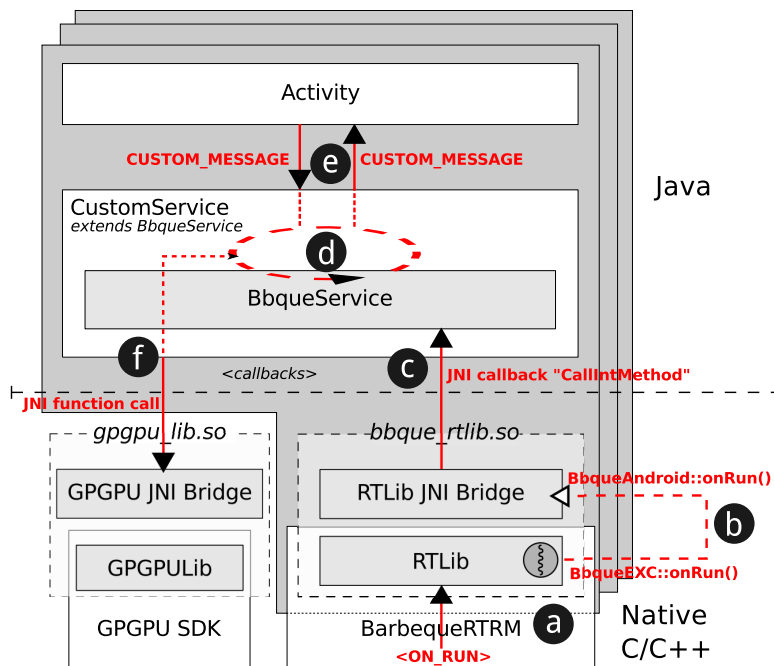 Activity
CUSTOM_MESSAGE
e
CUSTOM_MESSAGE
Java
CustomService
extends BbqueService
d
BbqueService
f
<callbacks>
c
JNI callback "CallIntMethod"
JNI function call
gpgpu_lib.so
bbque_rtlib.so
GPGPU JNI Bridge
RTLib JNI Bridge
BbqueAndroid::onRun()
b
GPGPULib
RTLib
BbqueEXC::onRun()
GPGPU SDK
BarbequeRTRM
a
Native
C/C++
<ON_RUN>